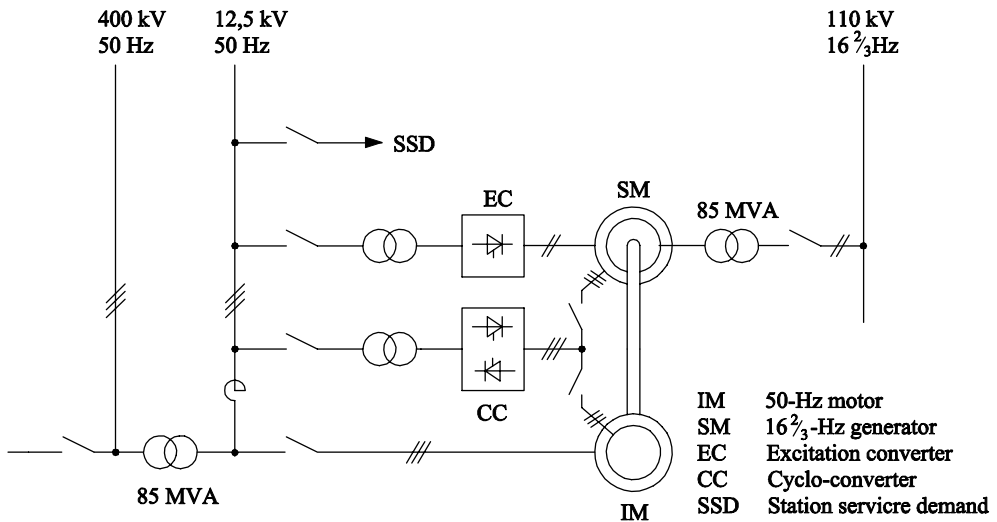 400 kV
50 Hz
12,5 kV
50 Hz
110 kV
16 2/3Hz
SSD
EC
SM
85 MVA
CC
IM 50-Hz motor
SM 16 2/3-Hz generator
EC Excitation converter
CC Cyclo-converter
SSD Station servicre demand
85 MVA
IM